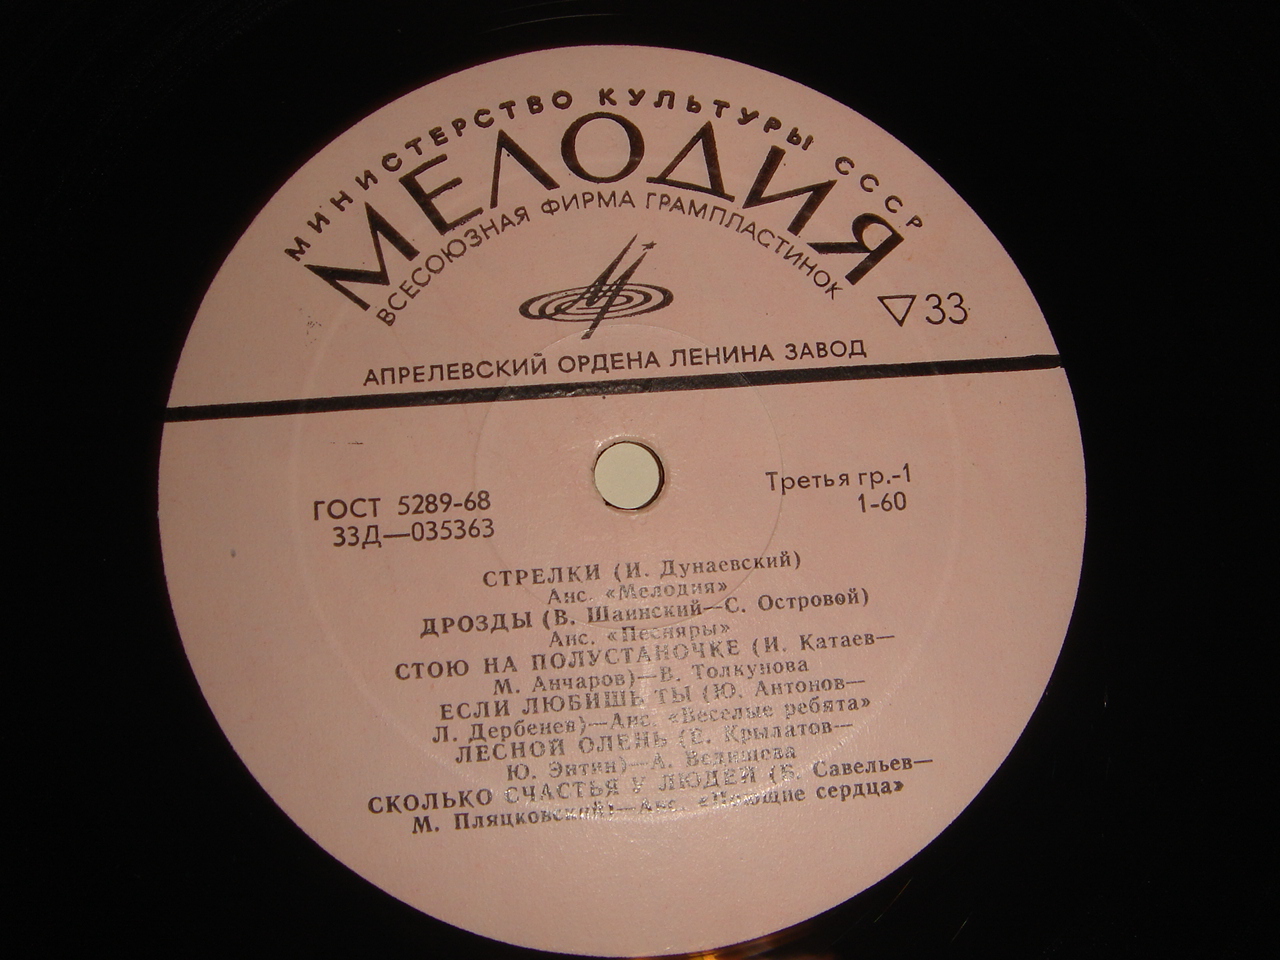 МИНИСТЕРСТВО КУЛЬТУРЫ СССР
МЕЛОДИЯ
ВСЕСОЮЗНАЯ ФИРМА ГРАМПЛАСТИНОК
▽33
АПРЕЛЕВСКИЙ ОРДЕНА ЛЕНИНА ЗАВОД
ГОСТ 5289-68
33Д—035363
Третья гр.-1
1-60
СТРЕЛКИ (И. Дунаевский)
Анс. «Мелодия»
ДРОЗДЫ (В. Шаинский—С. Островой)
Анс. «Песняры»
СТОЮ НА ПОЛУСТАНОЧКЕ (И. Катаев—
М. Анчаров)—В. Толкунова
ЕСЛИ ЛЮБИШЬ ТЫ (Ю. Антонов—
Л. Дербенев)—Анс. «Веселые ребята»
ЛЕСНОЙ ОЛЕНЬ (Е. Крылатов—
Ю. Энтин)—А. Ведищева
СКОЛЬКО СЧАСТЬЯ У ЛЮДЕЙ (Б. Савельев—
М. Пляцковский)—Анс. «Поющие сердца»